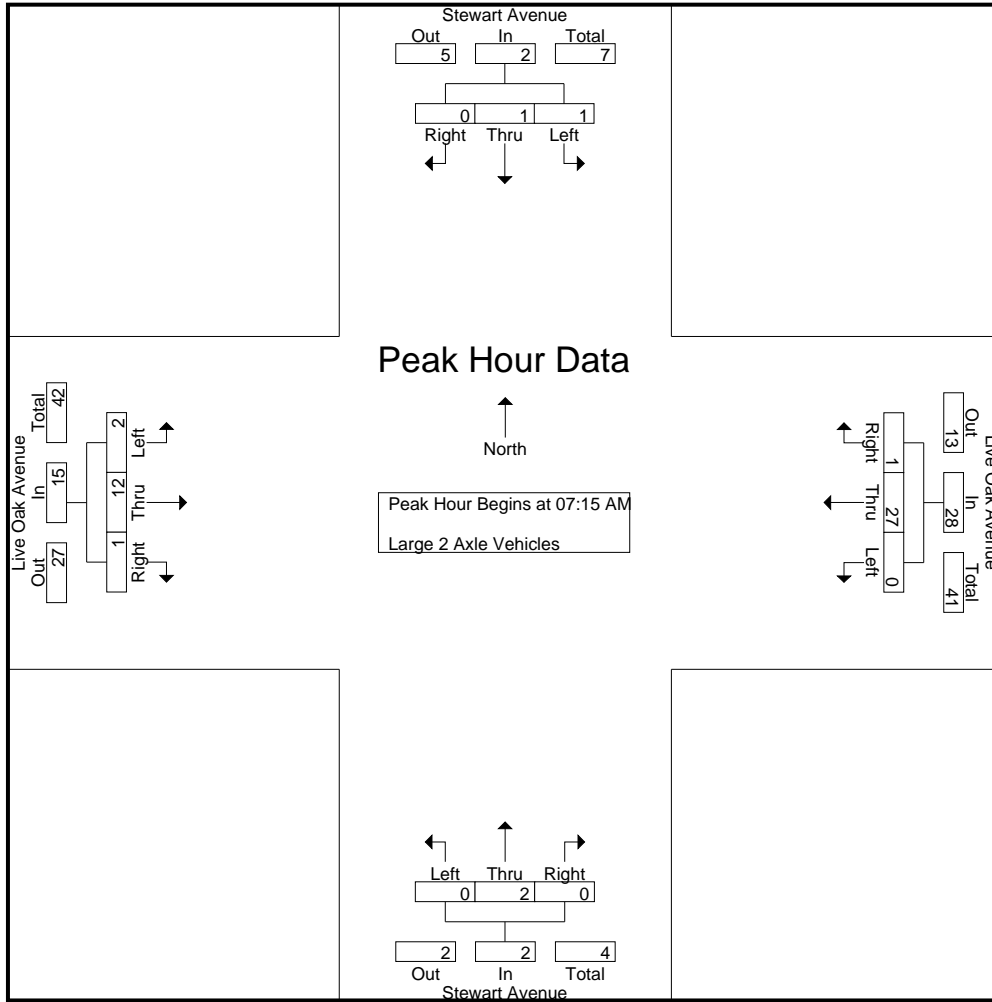 Stewart Avenue
Out In Total
5 2 7
0 1 1
Right Thru Left
Peak Hour Data
North
Peak Hour Begins at 07:15 AM
Large 2 Axle Vehicles
Live Oak Avenue
Out In Total
27 15 42
Right Thru Left
1 12 2
Live Oak Avenue
Out In Total
13 28 41
Right Thru Left
1 27 0
Left Thru Right
0 2 0
2 2 4
Out In Total
Stewart Avenue